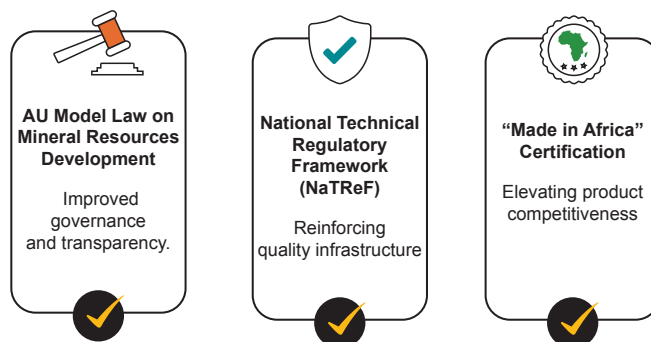 AU Model Law on
Mineral Resources
Development
Improved
governance
and transparency.
National Technical
Regulatory
Framework
(NaTReF)
Reinforcing
quality infrastructure
“Made in Africa”
Certification
Elevating product
competitiveness